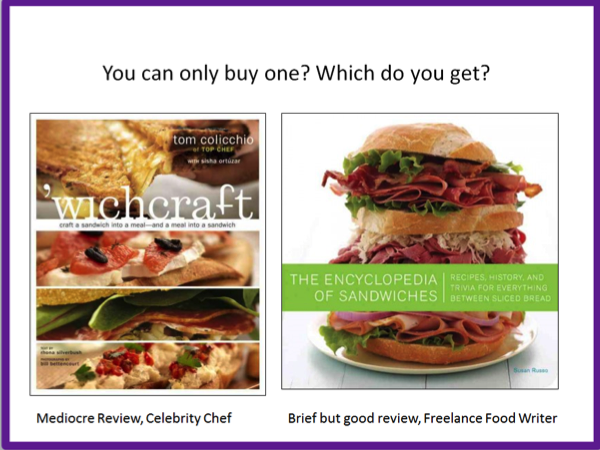 You can only buy one? Which do you get?
tom colicchio
of TOP CHEF
with sisha ortúzar
'wichcraft
craft a sandwich into a meal—and a meal into a sandwich
text by
rhona silverbush
photographs by
bill bettencourt
THE ENCYCLOPEDIA
OF SANDWICHES
RECIPES, HISTORY, AND
TRIVIA FOR EVERYTHING
BETWEEN SLICED BREAD
Susan Russo
Mediocre Review, Celebrity Chef
Brief but good review, Freelance Food Writer